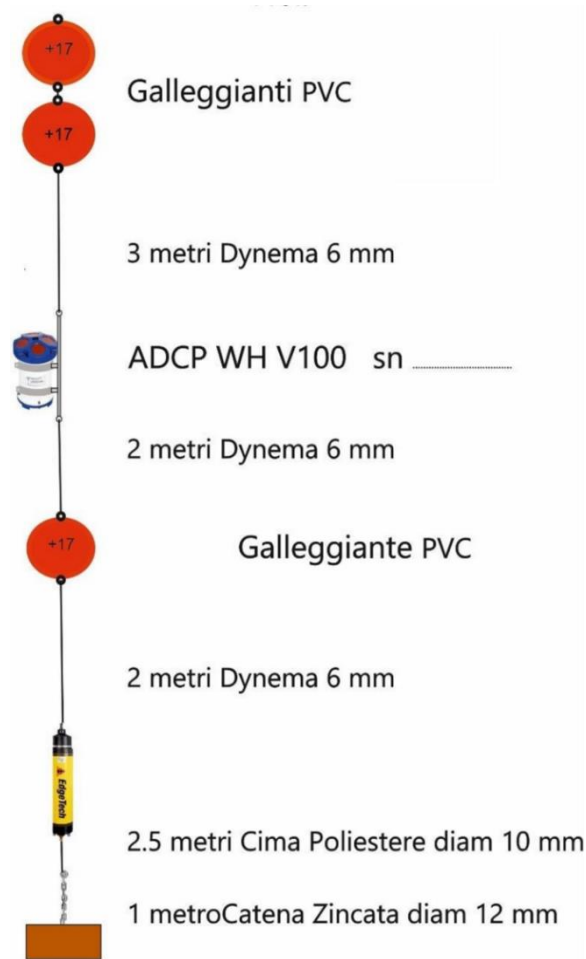 +17
+17
Galleggianti PVC
3 metri Dynema 6 mm
ADCP WH V100 sn
2 metri Dynema 6 mm
+17
Galleggiante PVC
2 metri Dynema 6 mm
EdgeTech
2.5 metri Cima Poliestere diam 10 mm
1 metroCatena Zincata diam 12 mm